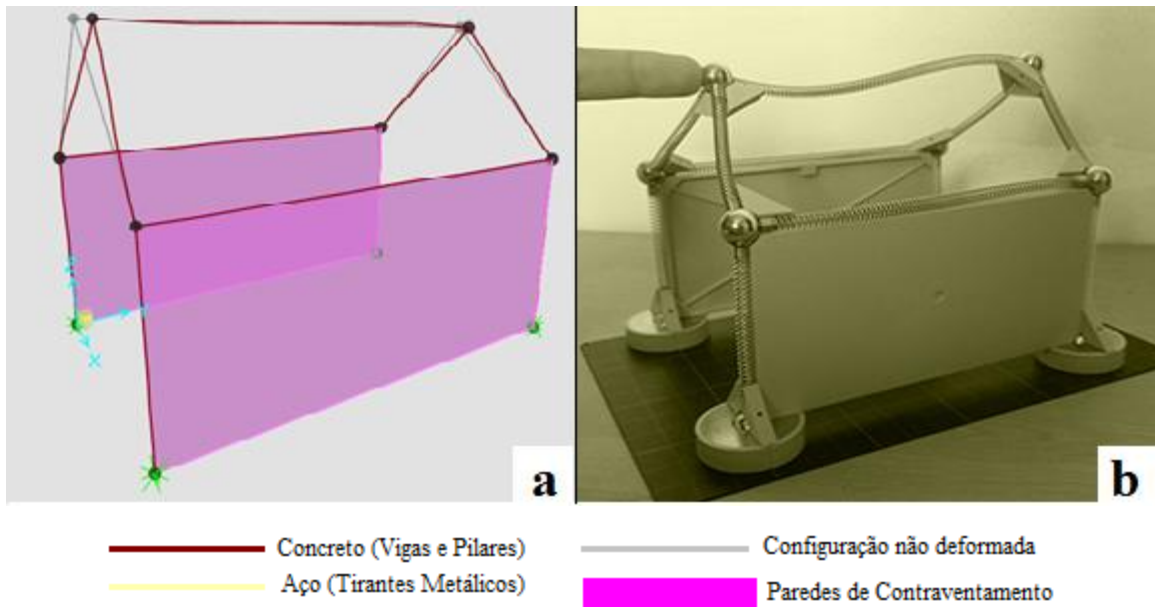 Z
X
a
b
Concreto (Vigas e Pilares)
Configuração não deformada
Aço (Tirantes Metálicos)
Paredes de Contraventamento